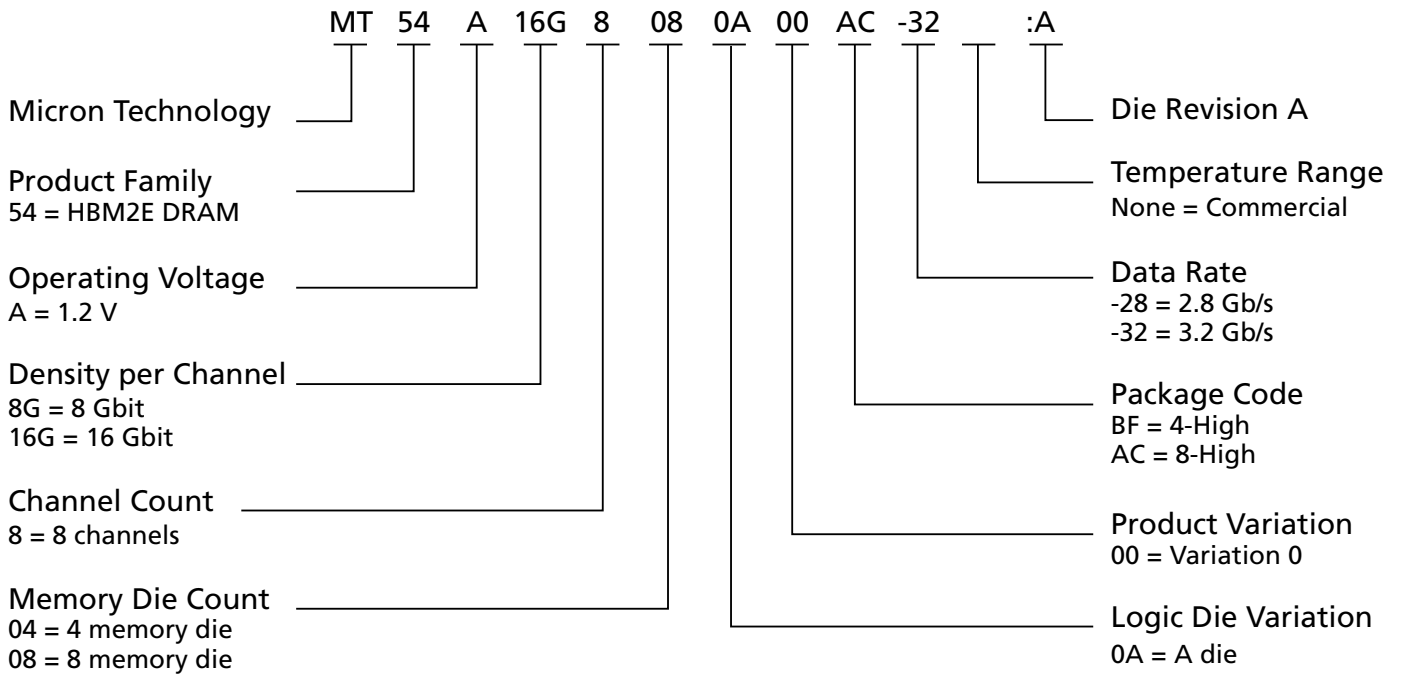 MT 54 A 16G 8 08 0A 00 AC -32 :A
Micron Technology
Product Family
54 = HBM2E DRAM
Operating Voltage
A = 1.2 V
Density per Channel
8G = 8 Gbit
16G = 16 Gbit
Channel Count
8 = 8 channels
Memory Die Count
04 = 4 memory die
08 = 8 memory die
Die Revision A
Temperature Range
None = Commercial
Data Rate
-28 = 2.8 Gb/s
-32 = 3.2 Gb/s
Package Code
BF = 4-High
AC = 8-High
Product Variation
00 = Variation 0
Logic Die Variation
0A = A die